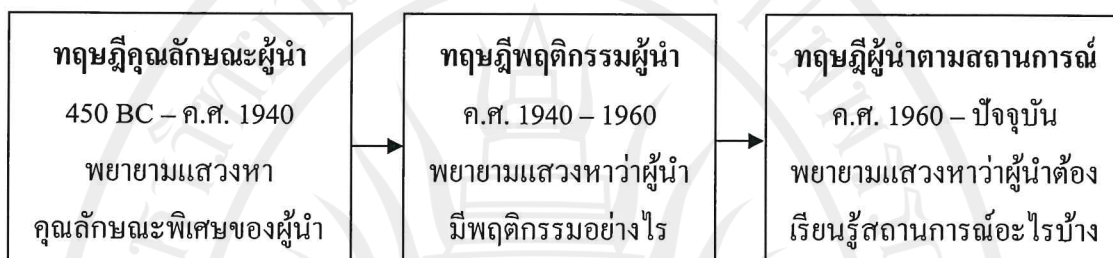 ทฤษฎีคุณลักษณะผู้นำ
450 BC – ค.ศ. 1940
พยายามแสวงหา
คุณลักษณะพิเศษของผู้นำ
ทฤษฎีพฤติกรรมผู้นำ
ค.ศ. 1940 – 1960
พยายามแสวงหาว่าผู้นำ
มีพฤติกรรมอย่างไร
ทฤษฎีผู้นำตามสถานการณ์
ค.ศ. 1960 – ปัจจุบัน
พยายามแสวงหาว่าผู้นำต้อง
เรียนรู้สถานการณ์อะไรบ้าง